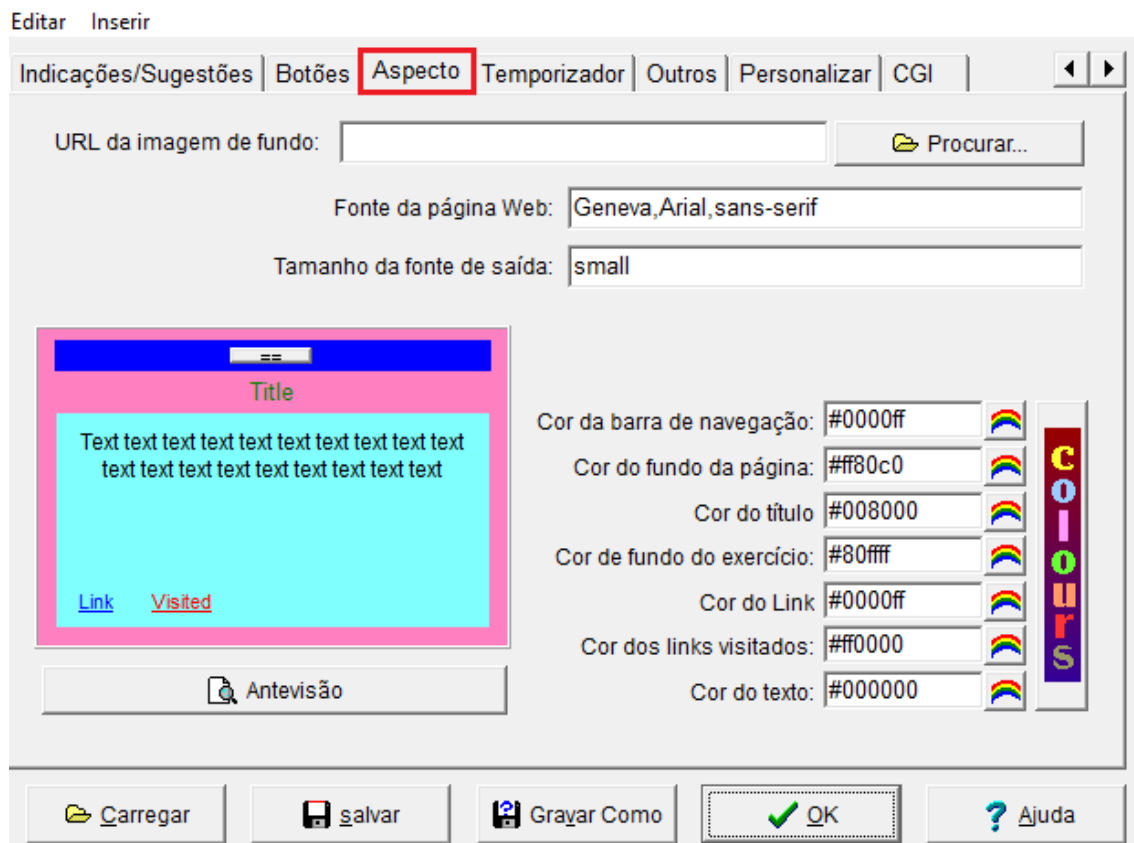 Editar Inserir
Indicações/Sugestões Botões Aspecto Temporizador Outros Personalizar CGI
URL da imagem de fundo: Procurar...
Fonte da página Web: Geneva,Arial,sans-serif
Tamanho da fonte de saída: small
==
Title
Text text text text text text text text text text
text text text text text text text text text
Link Visited
Antevisão
Cor da barra de navegação: #0000ff
Cor do fundo da página: #ff80c0
Cor do título #008000
Cor de fundo do exercício: #80ffff
Cor do Link #0000ff
Cor dos links visitados: #ff0000
Cor do texto: #000000
Colours
Carregar salvar Gravar Como OK Ajuda